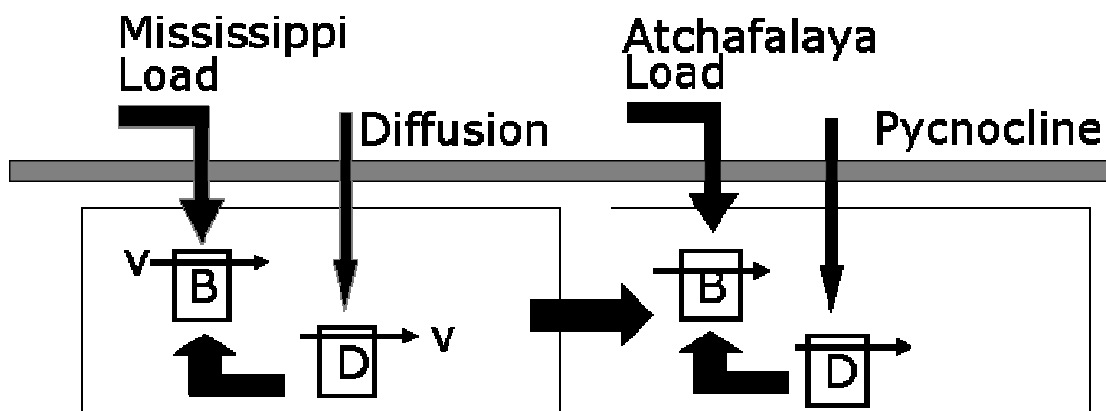 Mississippi
Load
Diffusion
Atchafalaya
Load
Pycnocline
v
B
D
v
B
D